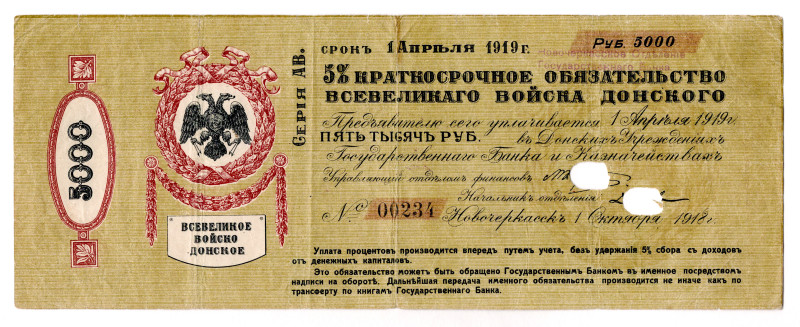 5000
Серія АВ.
ВСЕВЕЛИКОЕ
ВОЙСКО
ДОНСКОЕ
срокъ 1 Апрѣля 1919 г.
Руб. 5000
Новочеркасское Отдѣленіе
Государственнаго Банка
5% КРАТКОСРОЧНОЕ ОБЯЗАТЕЛЬСТВО
ВСЕВЕЛИКАГО ВОЙСКА ДОНСКОГО
Предъявителю сего уплачивается 1 Апрѣля 1919 г.
ПЯТЬ ТЫСЯЧЪ РУБ. въ Донскихъ Учрежденіяхъ
Государственнаго Банка и Казначействахъ
Управляющій отдѣломъ финансовъ
Начальникъ отдѣленія
№ 00234 Новочеркасскъ 1 Октября 1918 г.
Уплата процентовъ производится впередъ путемъ учета, безъ удержанія 5% сбора съ доходовъ
отъ денежныхъ капиталовъ.
Это обязательство можетъ быть обращено Государственнымъ Банкомъ въ именное посредствомъ
надписи на оборотѣ. Дальнѣйшая передача именного обязательства производится не иначе какъ по
трансферту по книгамъ Государственнаго Банка.